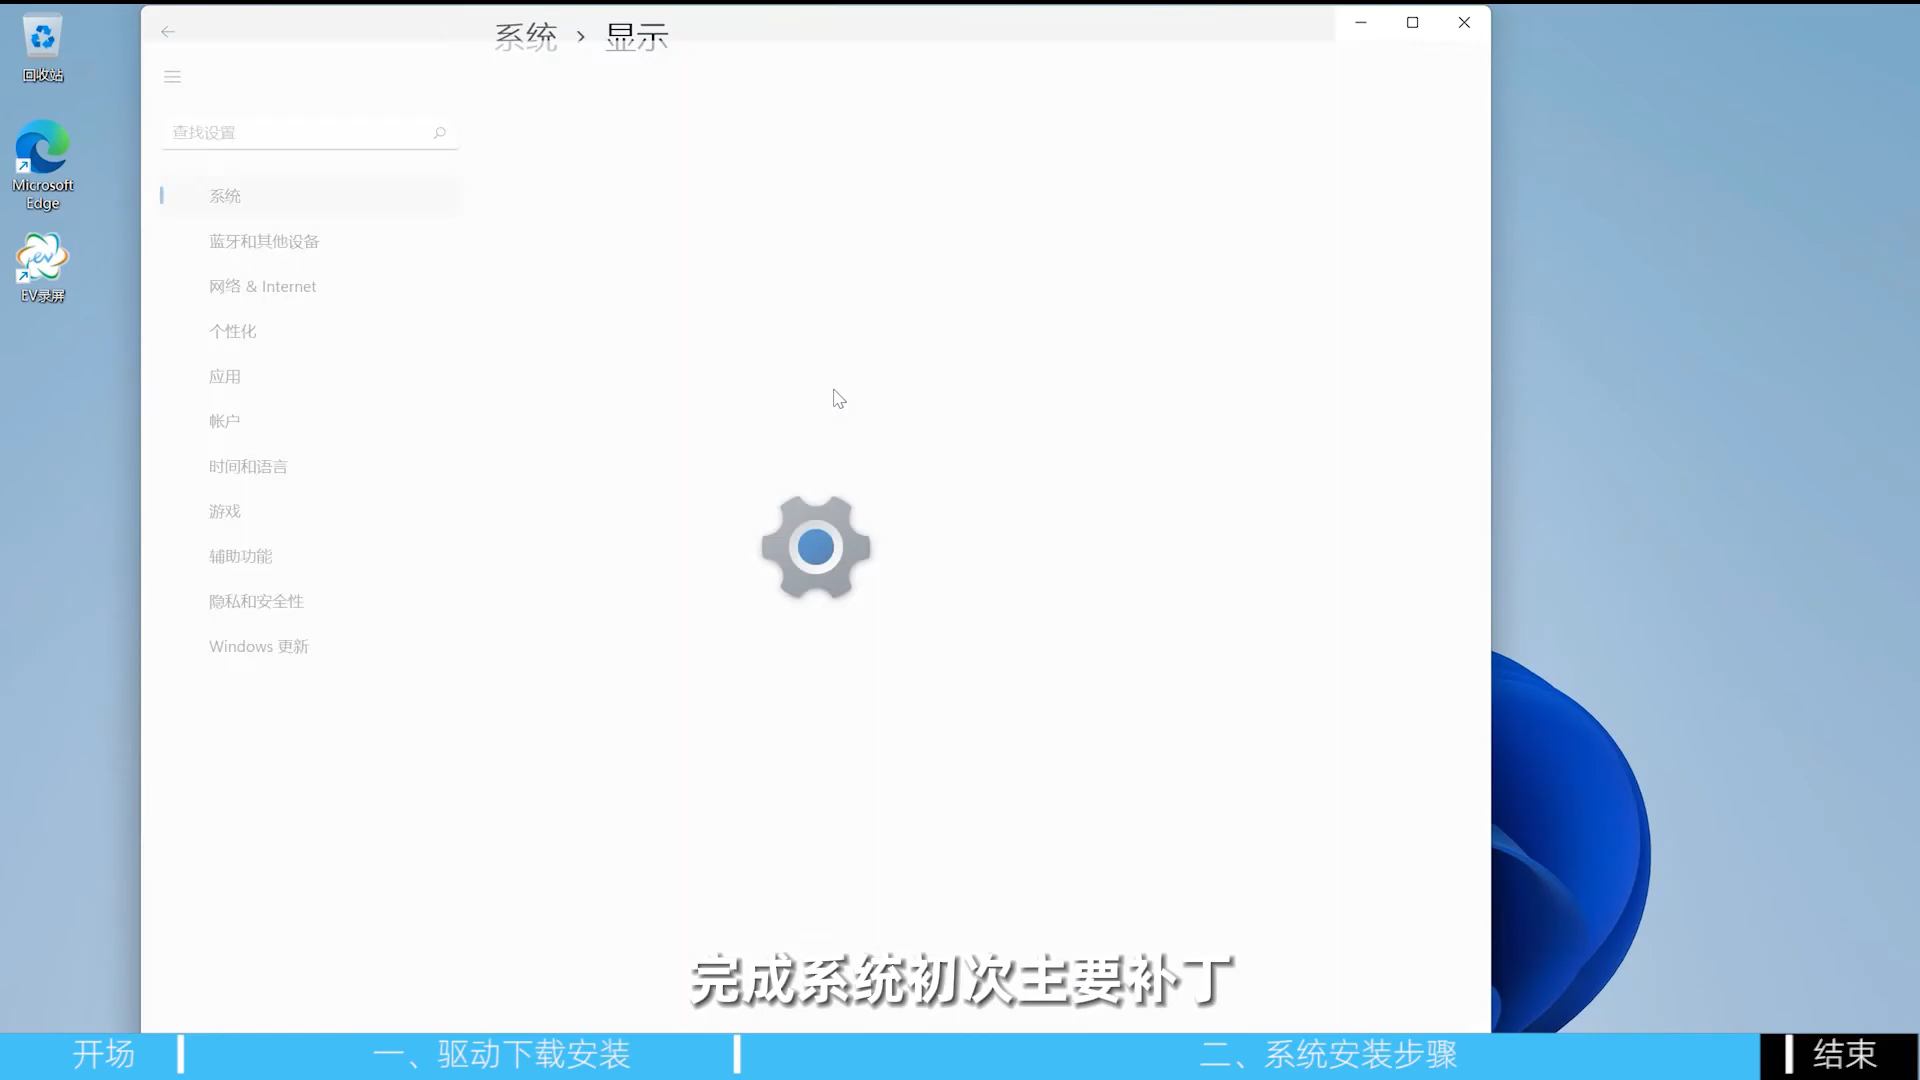 回收站
Microsoft
Edge
EV录屏
系统 › 显示
查找设置
系统
蓝牙和其他设备
网络 & Internet
个性化
应用
帐户
时间和语言
游戏
辅助功能
隐私和安全性
Windows 更新
完成系统初次主要补丁
开场
一、驱动下载安装
二、系统安装步骤
结束